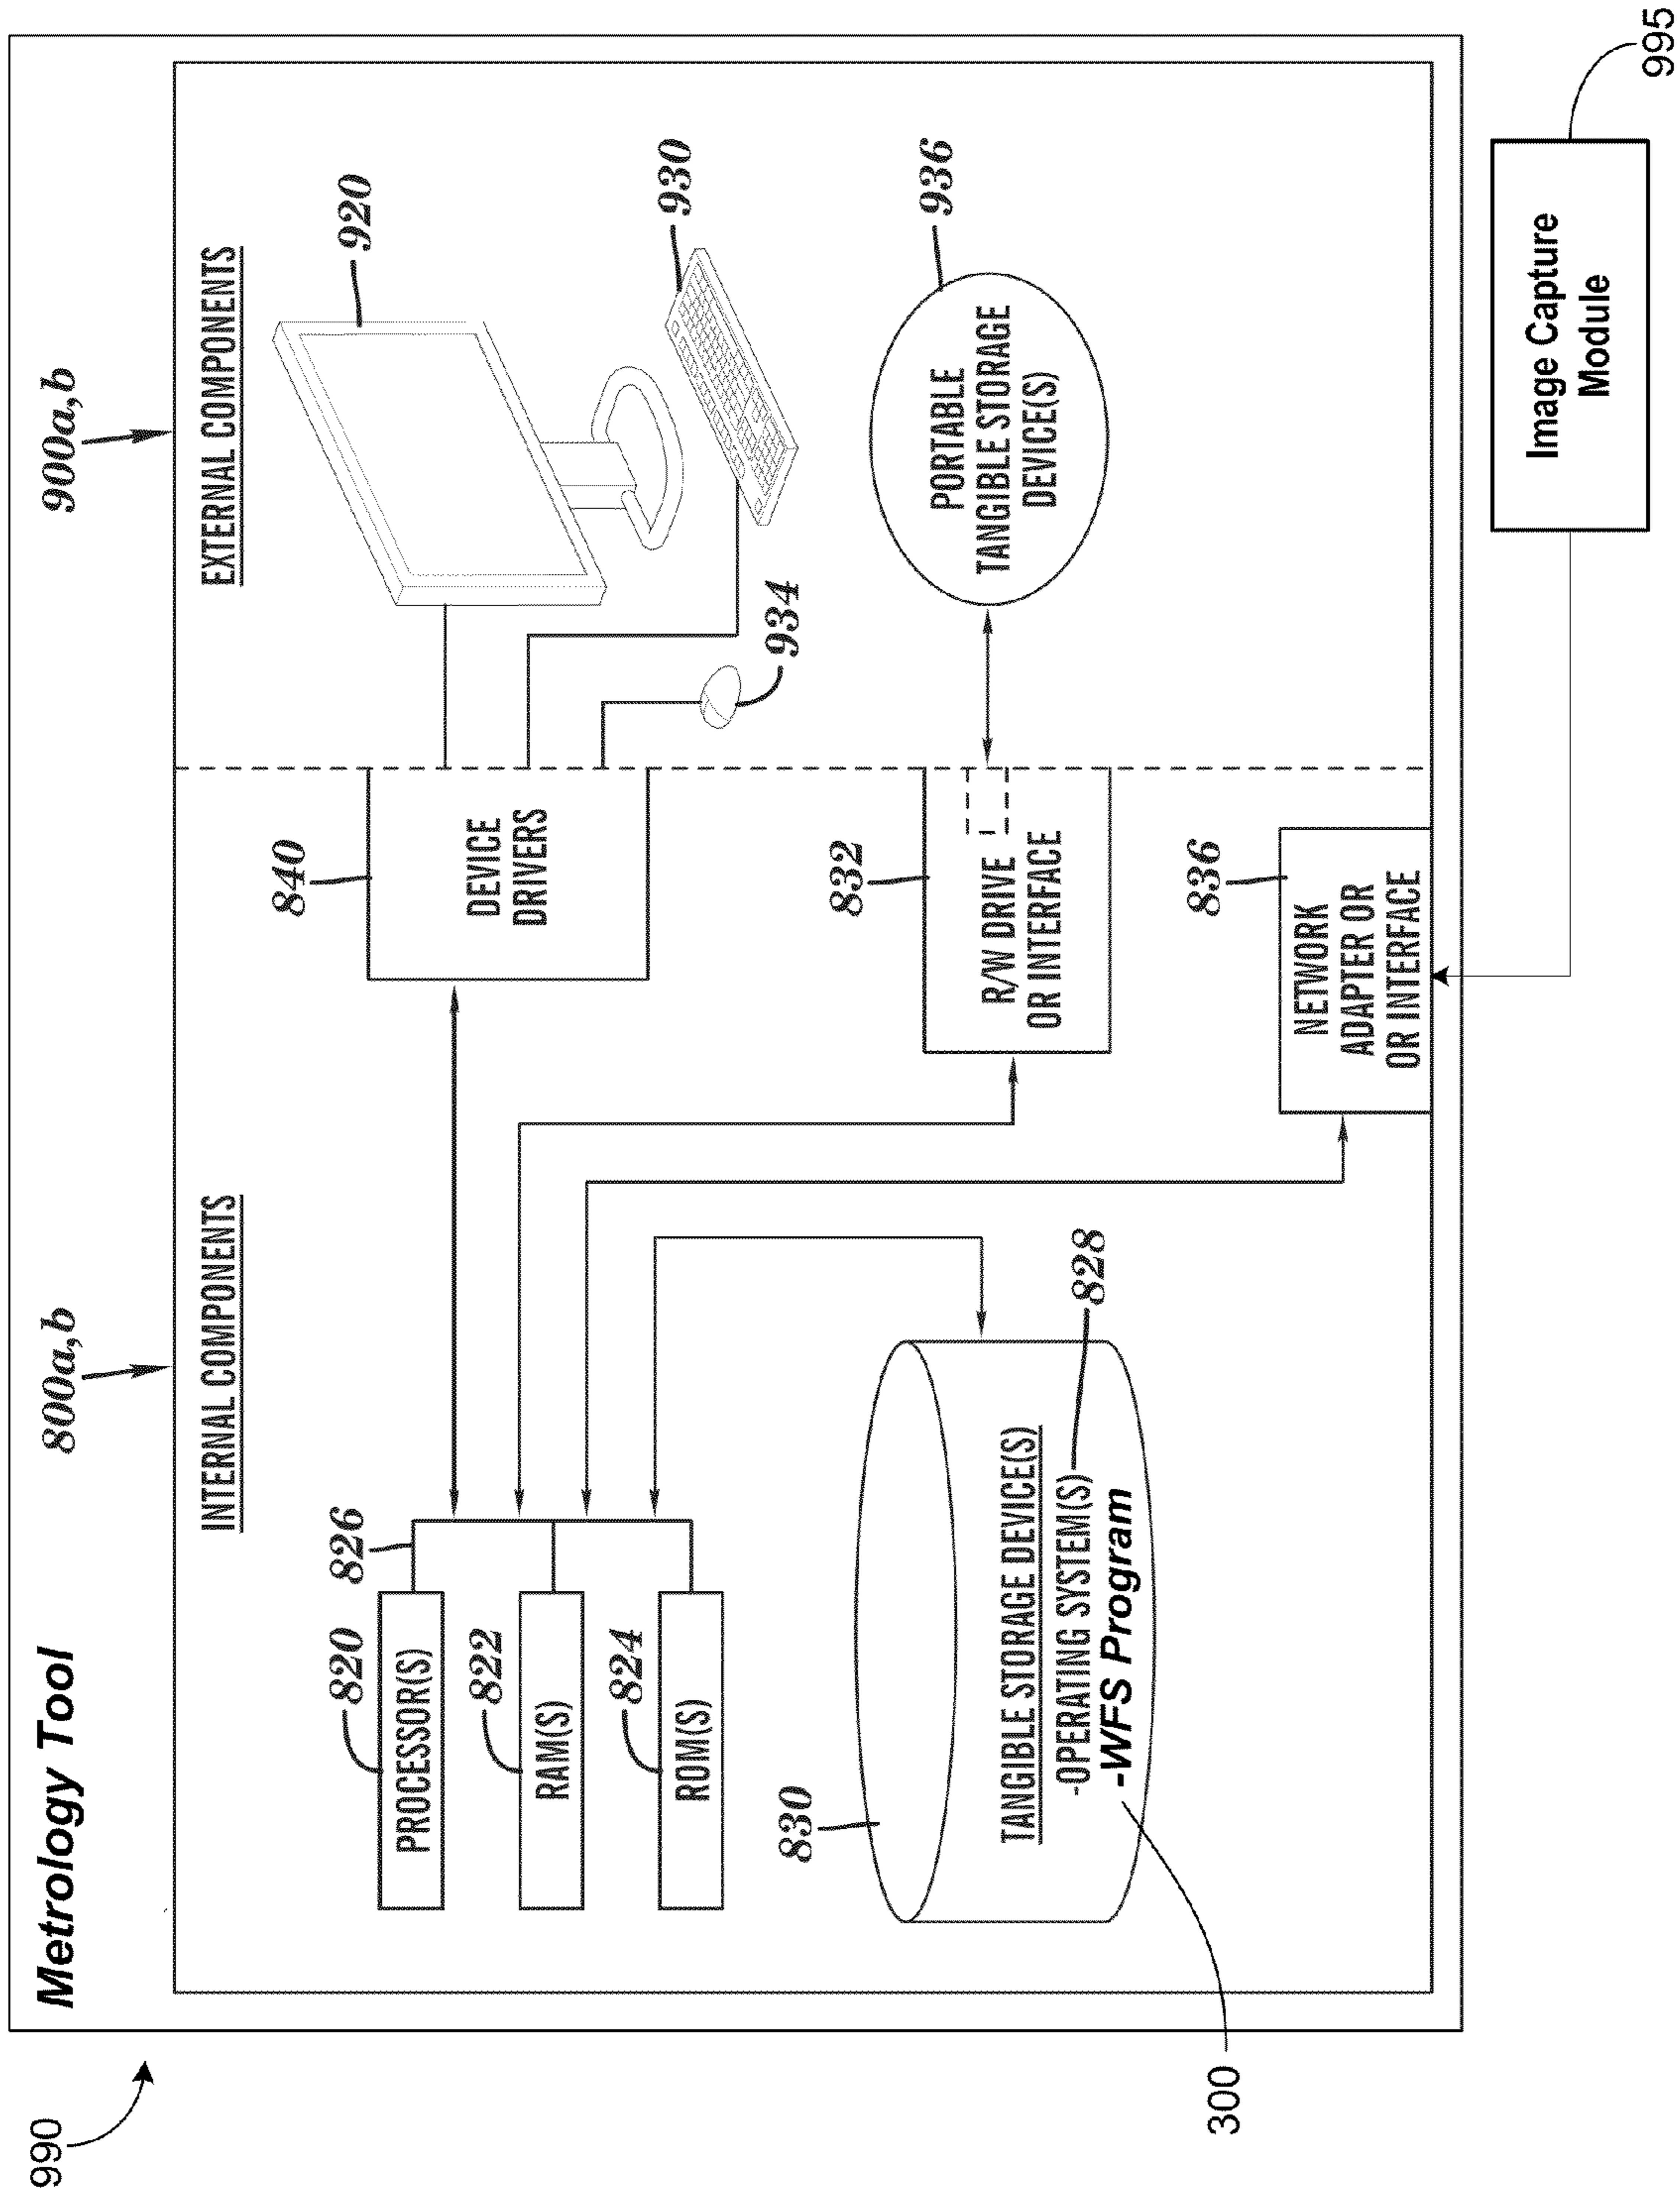 990
Metrology Tool
800a,b
900a,b
INTERNAL COMPONENTS
EXTERNAL COMPONENTS
820
826
PROCESSOR(S)
822
RAM(S)
824
ROM(S)
830
TANGIBLE STORAGE DEVICE(S)
-OPERATING SYSTEM(S)
828
-WFS Program
300
840
DEVICE
DRIVERS
832
R/W DRIVE
OR INTERFACE
836
NETWORK
ADAPTER OR
OR INTERFACE
920
930
934
936
PORTABLE
TANGIBLE STORAGE
DEVICE(S)
Image Capture
Module
995